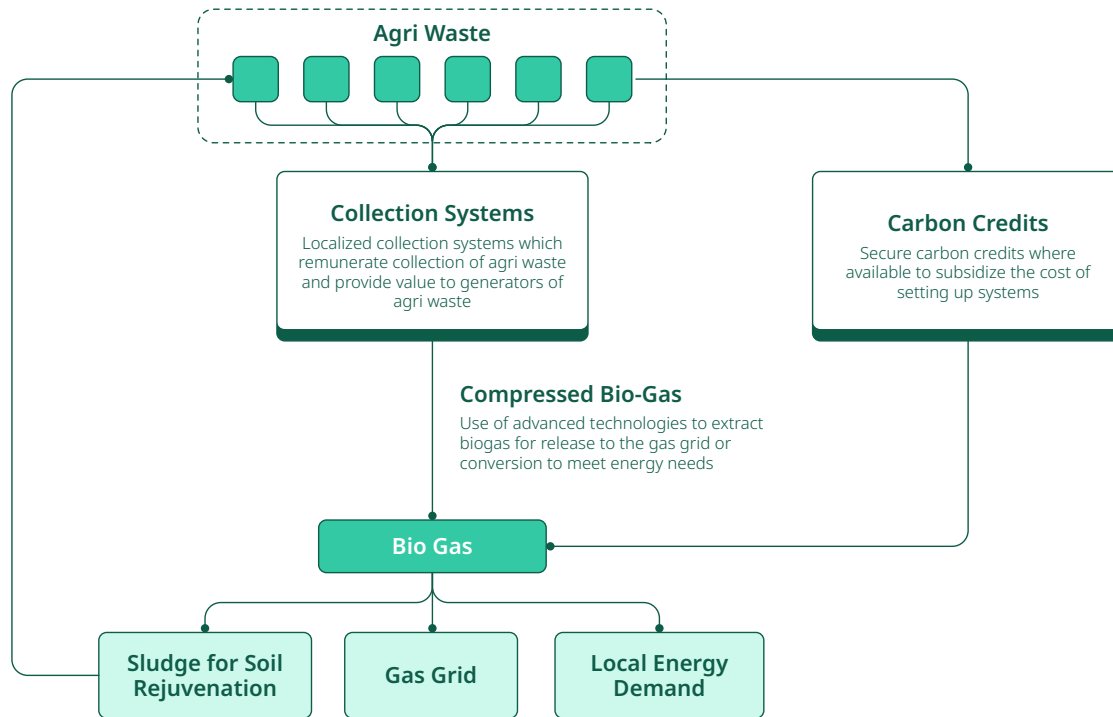 Agri Waste
Collection Systems
Localized collection systems which
remunerate collection of agri waste
and provide value to generators of
agri waste
Carbon Credits
Secure carbon credits where
available to subsidize the cost of
setting up systems
Compressed Bio-Gas
Use of advanced technologies to extract
biogas for release to the gas grid or
conversion to meet energy needs
Bio Gas
Sludge for Soil
Rejuvenation
Gas Grid
Local Energy
Demand